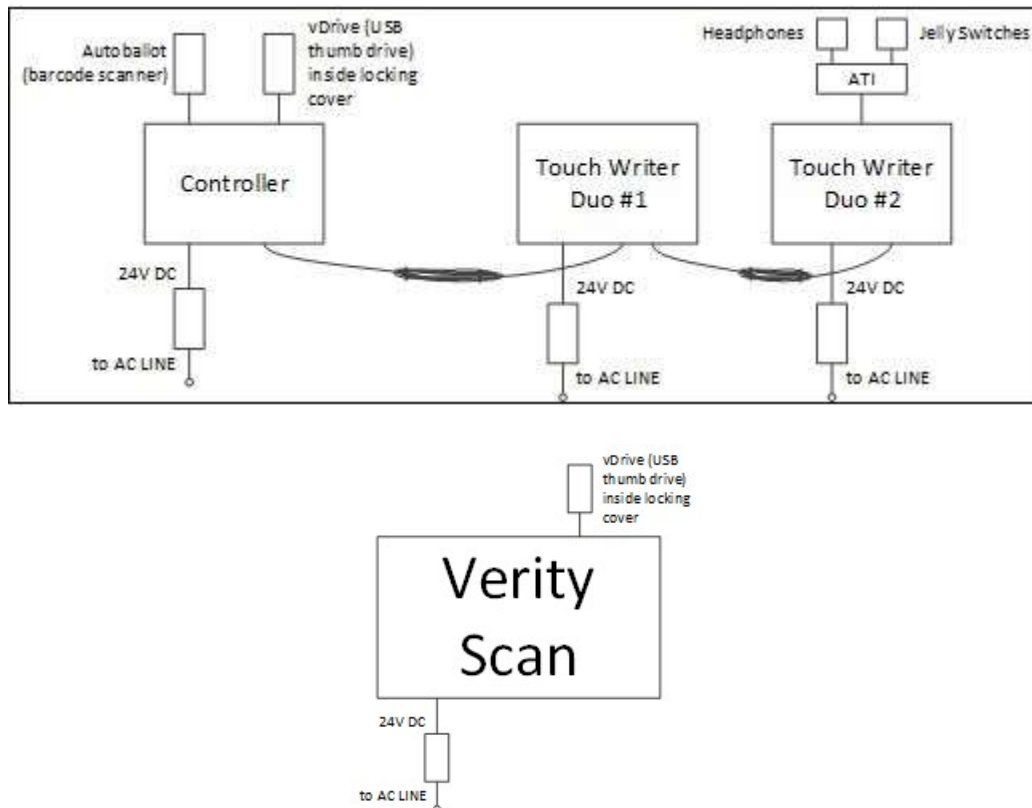 Autoballot
(barcode scanner)
vDrive (USB
thumb drive)
inside locking
cover
Headphones
Jelly Switches
ATI
Controller
Touch Writer
Duo #1
Touch Writer
Duo #2
24V DC
24V DC
24V DC
to AC LINE
to AC LINE
to AC LINE
vDrive (USB
thumb drive)
inside locking
cover
Verity
Scan
24V DC
to AC LINE